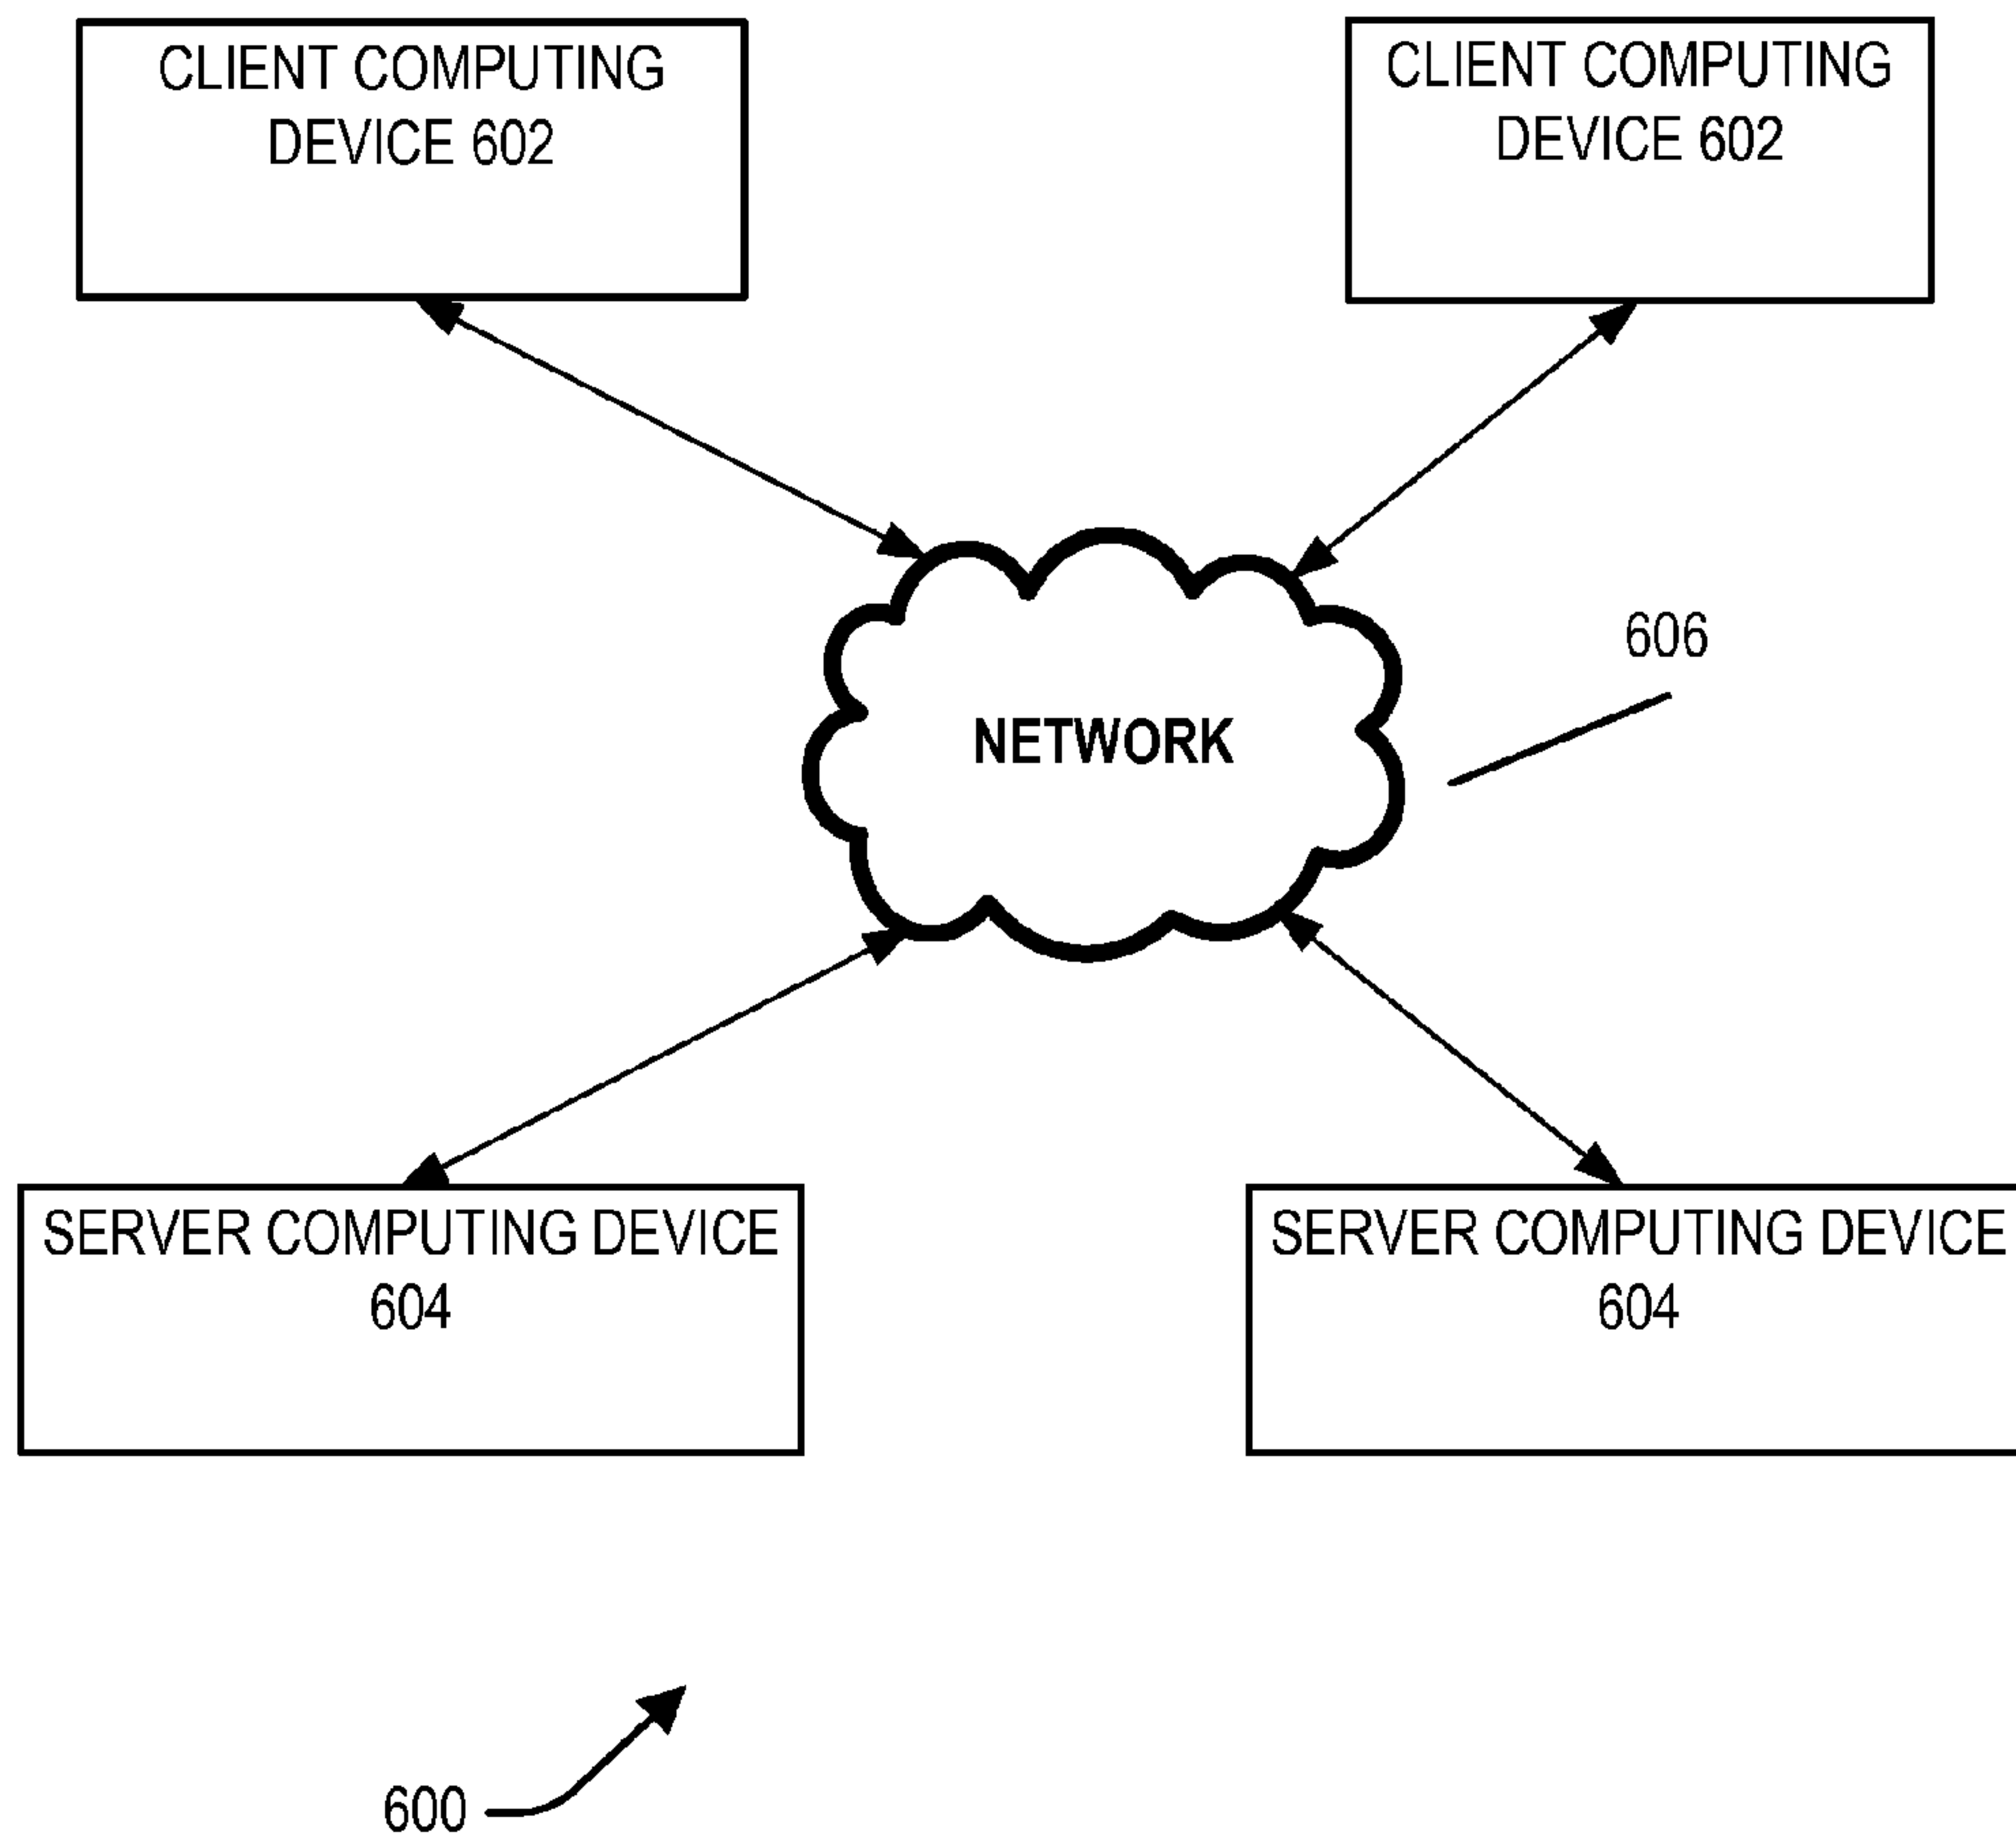 CLIENT COMPUTING
DEVICE 602
CLIENT COMPUTING
DEVICE 602
606
NETWORK
SERVER COMPUTING DEVICE
604
SERVER COMPUTING DEVICE
604
600